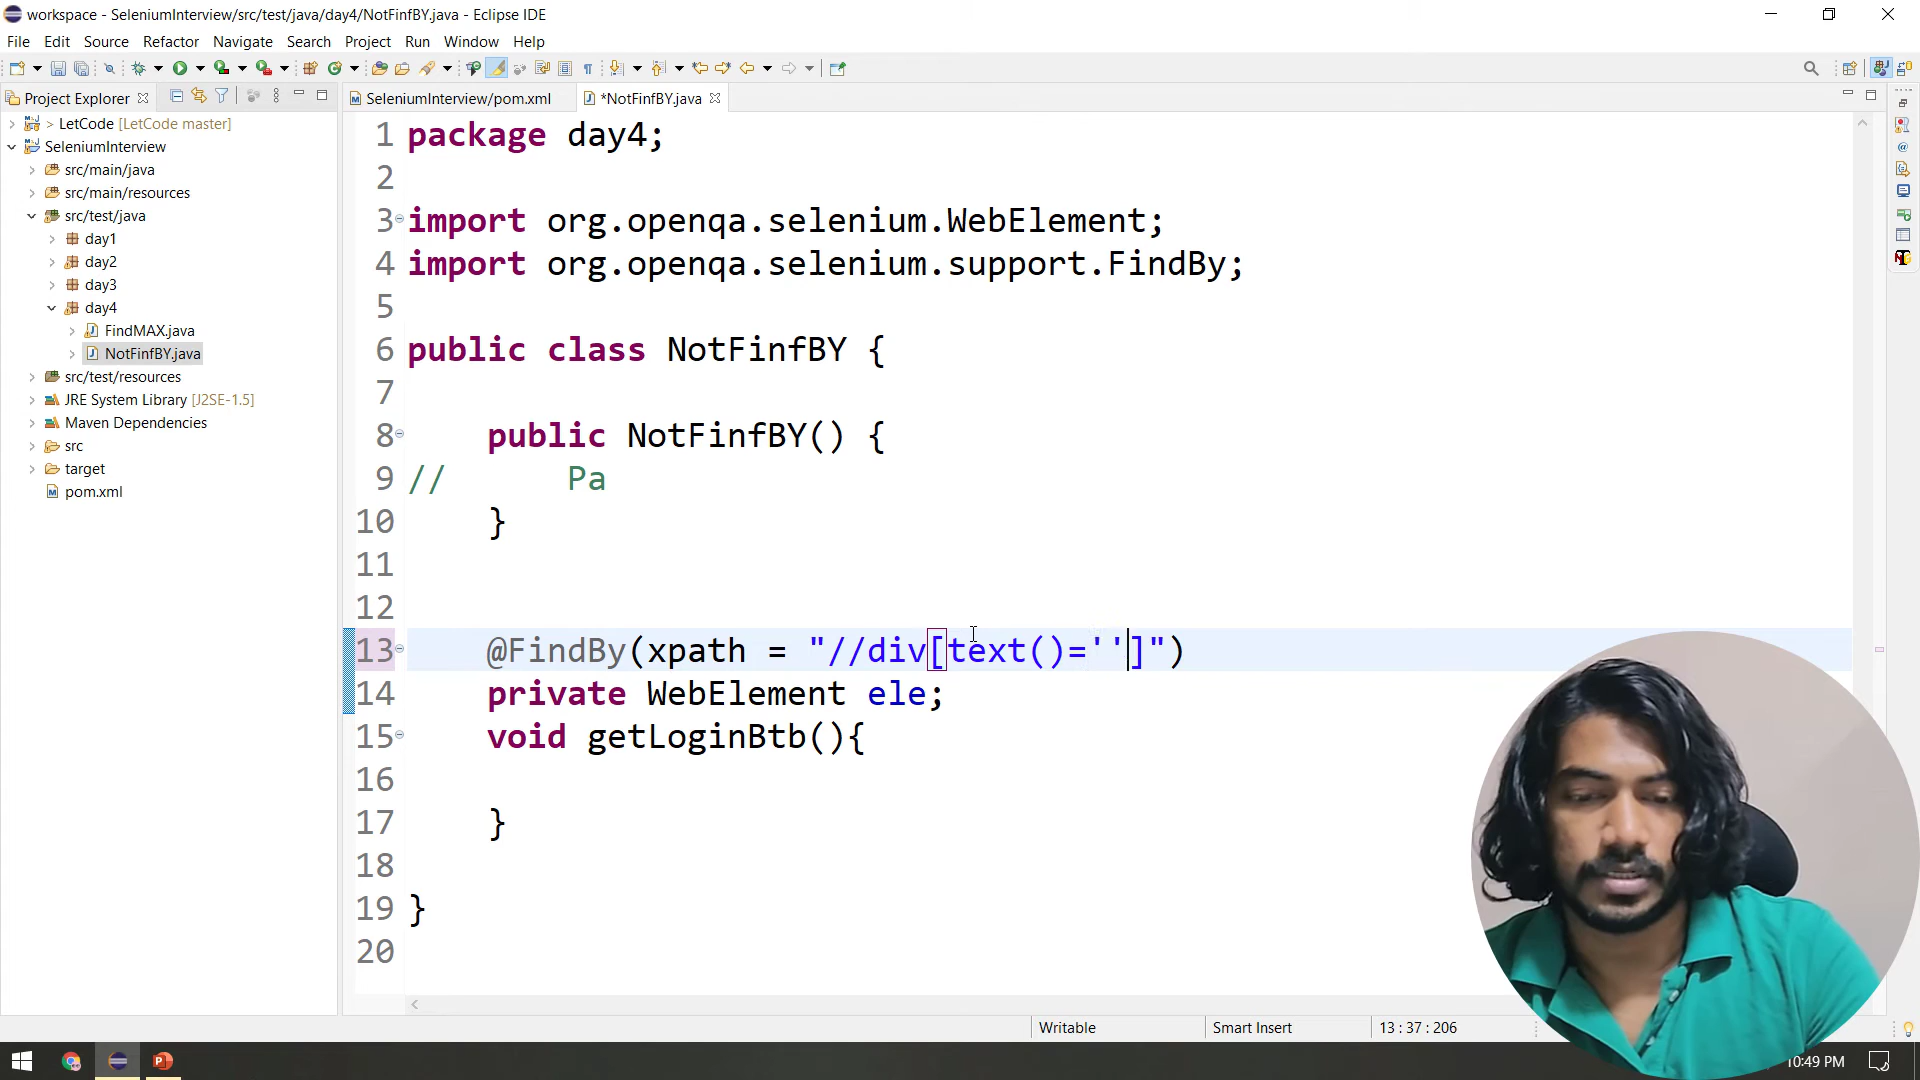 workspace - SeleniumInterview/src/test/java/day4/NotFinfBY.java - Eclipse IDE
File Edit Source Refactor Navigate Search Project Run Window Help
Project Explorer
SeleniumInterview/pom.xml
*NotFinfBY.java
> LetCode [LetCode master]
SeleniumInterview
src/main/java
src/main/resources
src/test/java
day1
day2
day3
day4
FindMAX.java
NotFinfBY.java
src/test/resources
JRE System Library [J2SE-1.5]
Maven Dependencies
src
target
pom.xml
1 package day4;
2
3 import org.openqa.selenium.WebElement;
4 import org.openqa.selenium.support.FindBy;
5
6 public class NotFinfBY {
7
8 public NotFinfBY() {
9 // Pa
10 }
11
12
13 @FindBy(xpath = "//div[text()='']")
14 private WebElement ele;
15 void getLoginBtb(){
16
17 }
18
19 }
20
Writable
Smart Insert
13 : 37 : 206
10:49 PM